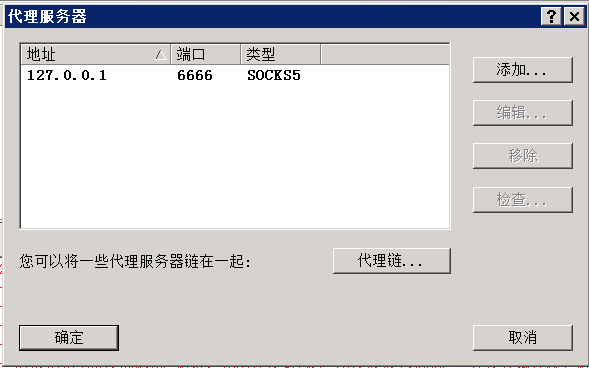 代理服务器
地址 端口 类型
127.0.0.1 6666 SOCKS5
添加...
编辑...
移除
检查...
您可以将一些代理服务器链在一起:
代理链...
确定
取消